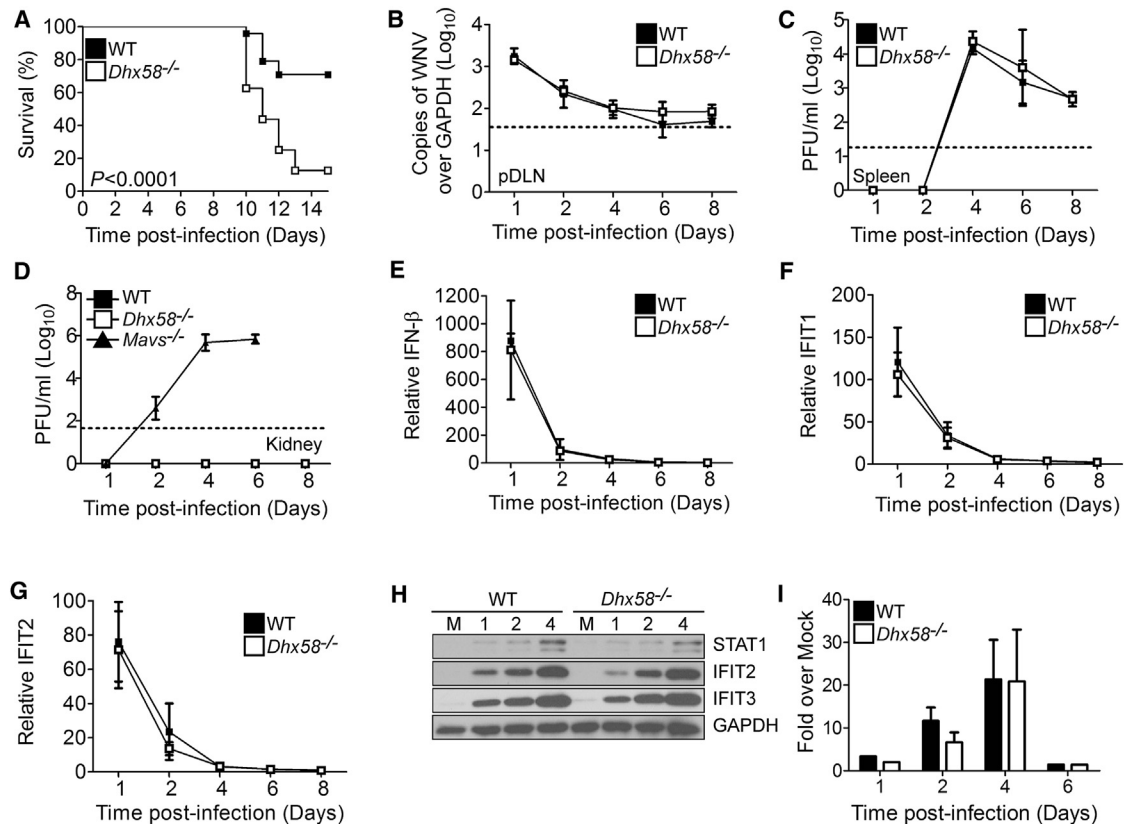 A
Survival (%)
100
80
60
40
20
0
WT
Dhx58-/-
P<0.0001
0 2 4 6 8 10 12 14
Time post-infection (Days)
B
Copies of WNV
over GAPDH (Log10)
4
3
2
1
0
WT
Dhx58-/-
pDLN
1 2 4 6 8
Time post-infection (Days)
C
PFU/ml (Log10)
5
4
3
2
1
0
WT
Dhx58-/-
Spleen
1 2 4 6 8
Time post-infection (Days)
D
PFU/ml (Log10)
8
6
4
2
0
WT
Dhx58-/-
Mavs-/-
Kidney
1 2 4 6 8
Time post-infection (Days)
E
Relative IFN-β
1200
1000
800
600
400
200
0
WT
Dhx58-/-
1 2 4 6 8
Time post-infection (Days)
F
Relative IFIT1
200
150
100
50
0
WT
Dhx58-/-
1 2 4 6 8
Time post-infection (Days)
G
Relative IFIT2
100
80
60
40
20
0
WT
Dhx58-/-
1 2 4 6 8
Time post-infection (Days)
H
WT Dhx58-/-
M 1 2 4 M 1 2 4
STAT1
IFIT2
IFIT3
GAPDH
I
Fold over Mock
40
30
20
10
0
WT
Dhx58-/-
1 2 4 6
Time post-infection (Days)